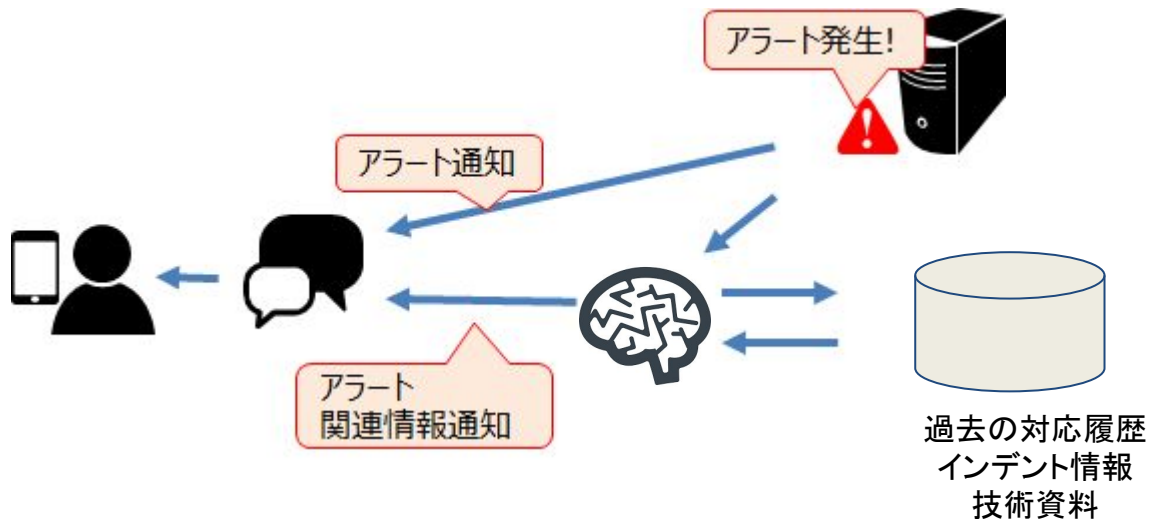 アラート発生!
アラート通知
アラート
関連情報通知
過去の対応履歴
インデント情報
技術資料